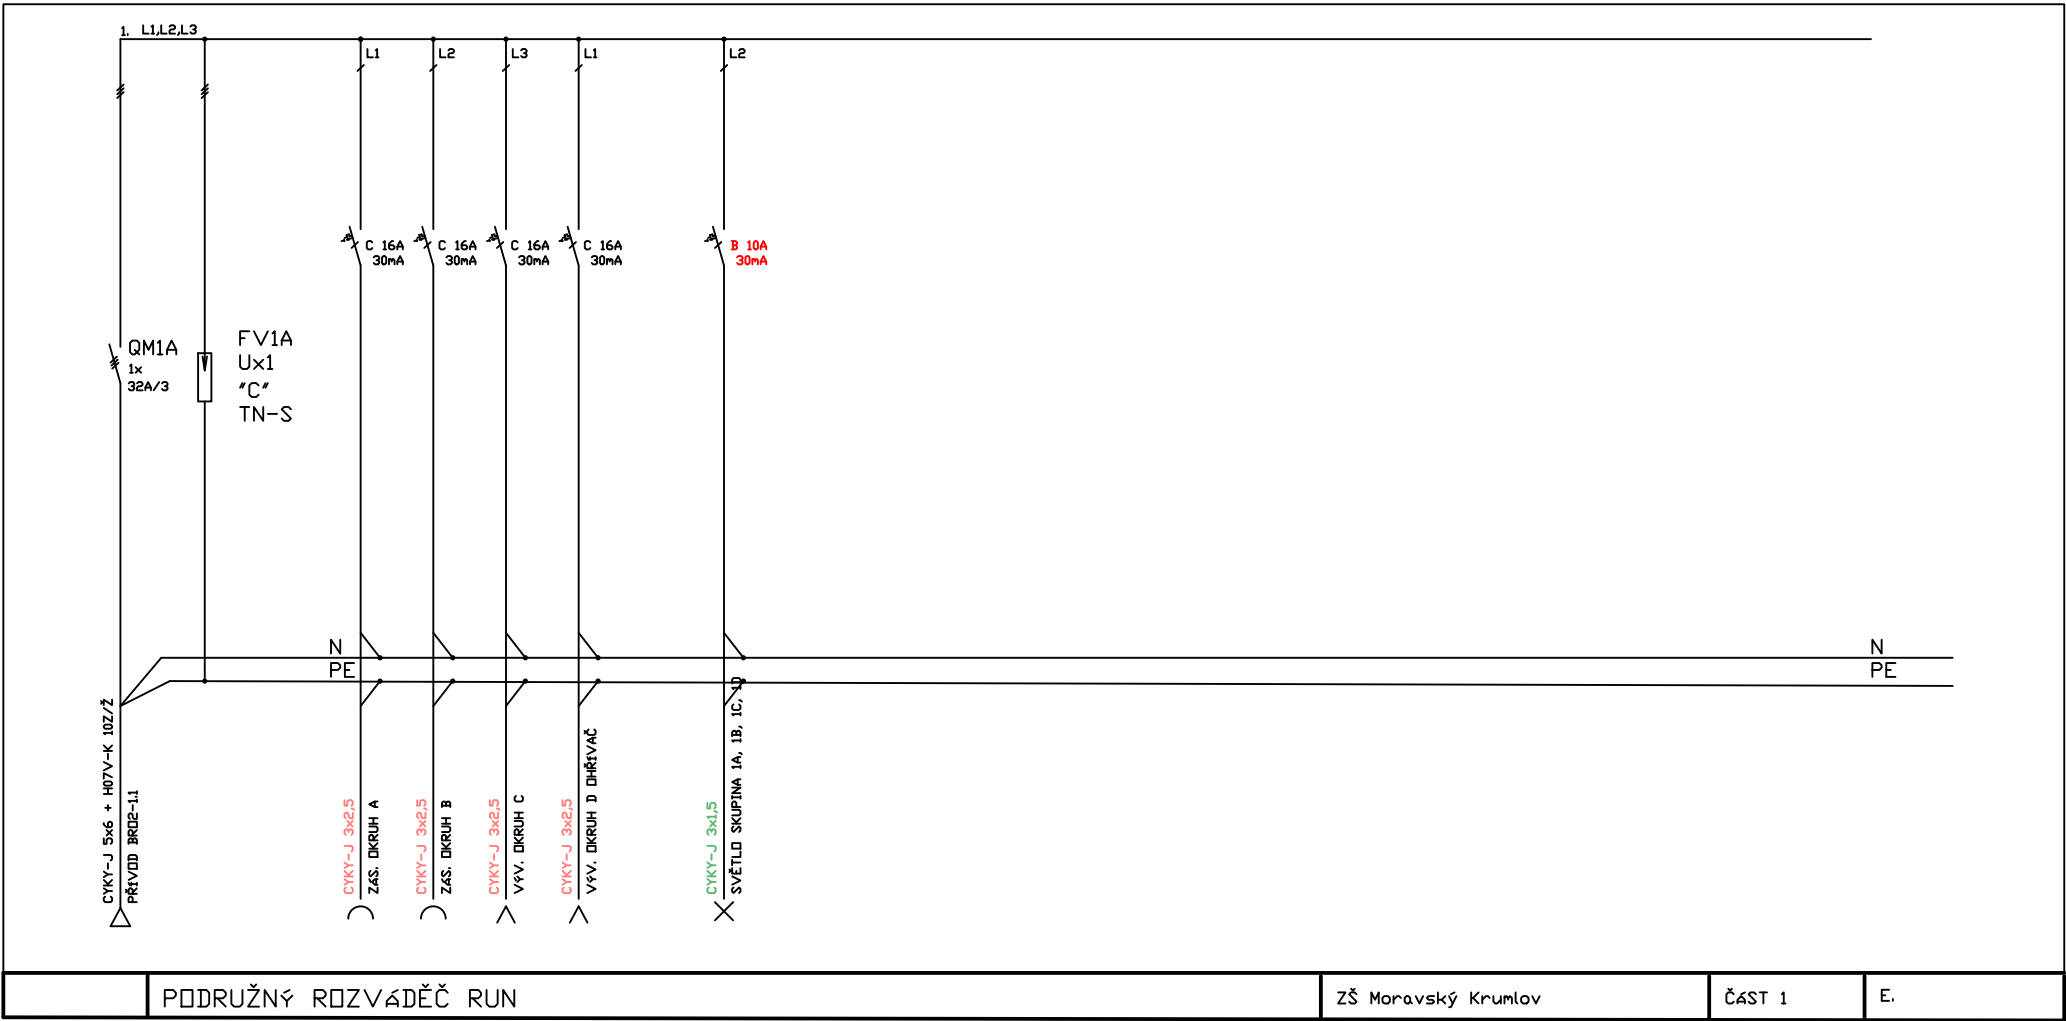 1. L1,L2,L3
L1
L2
L3
L1
L2
C 16A
30mA
C 16A
30mA
C 16A
30mA
C 16A
30mA
B 10A
30mA
QM1A
1x
32A/3
FV1A
Ux1
"C"
TN-S
N
PE
N
PE
CYKY-J 5x6 + H07V-K 10Z/Ž
PŘÍVOD BRO2-1.1
CYKY-J 3x2,5
ZÁS. OKRUH A
CYKY-J 3x2,5
ZÁS. OKRUH B
CYKY-J 3x2,5
VÝV. OKRUH C
CYKY-J 3x2,5
VÝV. OKRUH D OHŘÍVAČ
CYKY-J 3x1,5
SVĚTLO SKUPINA 1A, 1B, 1C, 1D
PODRUŽNÝ ROZVÁDĚČ RUN
ZŠ Moravský Krumlov
ČÁST 1
E.